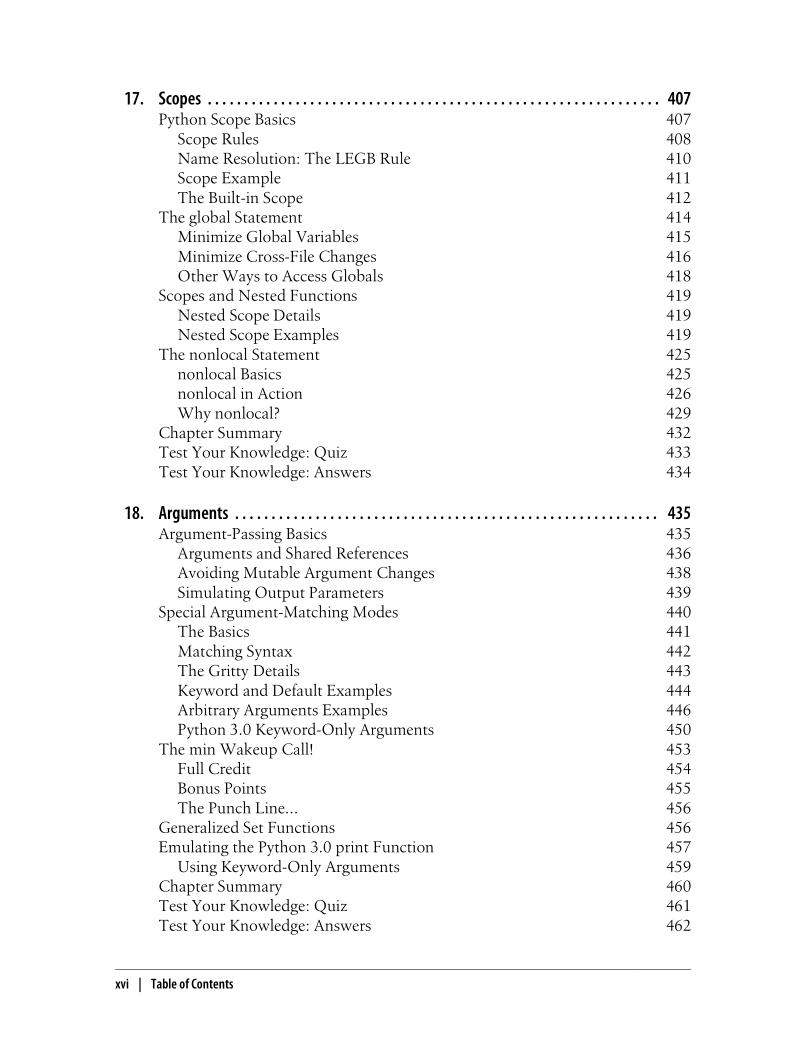 17. Scopes . . . . . . . . . . . . . . . . . . . . . . . . . . . . . . . . . . . . . . . . . . . . . . . . . . . . . . . . . . . . . . 407
Python Scope Basics 407
Scope Rules 408
Name Resolution: The LEGB Rule 410
Scope Example 411
The Built-in Scope 412
The global Statement 414
Minimize Global Variables 415
Minimize Cross-File Changes 416
Other Ways to Access Globals 418
Scopes and Nested Functions 419
Nested Scope Details 419
Nested Scope Examples 419
The nonlocal Statement 425
nonlocal Basics 425
nonlocal in Action 426
Why nonlocal? 429
Chapter Summary 432
Test Your Knowledge: Quiz 433
Test Your Knowledge: Answers 434
18. Arguments . . . . . . . . . . . . . . . . . . . . . . . . . . . . . . . . . . . . . . . . . . . . . . . . . . . . . . . . . . 435
Argument-Passing Basics 435
Arguments and Shared References 436
Avoiding Mutable Argument Changes 438
Simulating Output Parameters 439
Special Argument-Matching Modes 440
The Basics 441
Matching Syntax 442
The Gritty Details 443
Keyword and Default Examples 444
Arbitrary Arguments Examples 446
Python 3.0 Keyword-Only Arguments 450
The min Wakeup Call! 453
Full Credit 454
Bonus Points 455
The Punch Line... 456
Generalized Set Functions 456
Emulating the Python 3.0 print Function 457
Using Keyword-Only Arguments 459
Chapter Summary 460
Test Your Knowledge: Quiz 461
Test Your Knowledge: Answers 462
xvi | Table of Contents